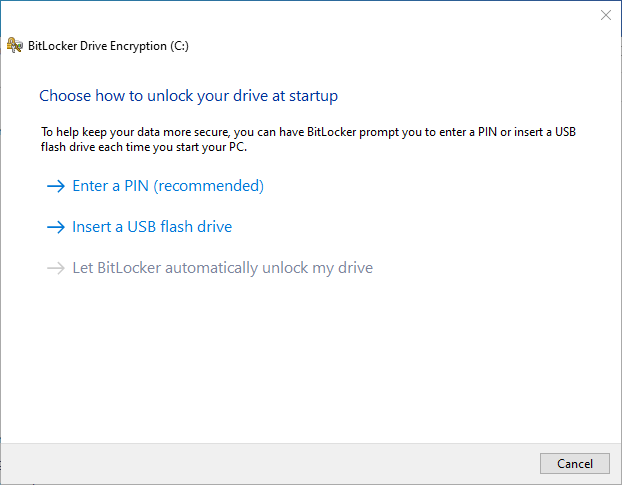 BitLocker Drive Encryption (C:)
Choose how to unlock your drive at startup
To help keep your data more secure, you can have BitLocker prompt you to enter a PIN or insert a USB
flash drive each time you start your PC.
Enter a PIN (recommended)
Insert a USB flash drive
Let BitLocker automatically unlock my drive
Cancel